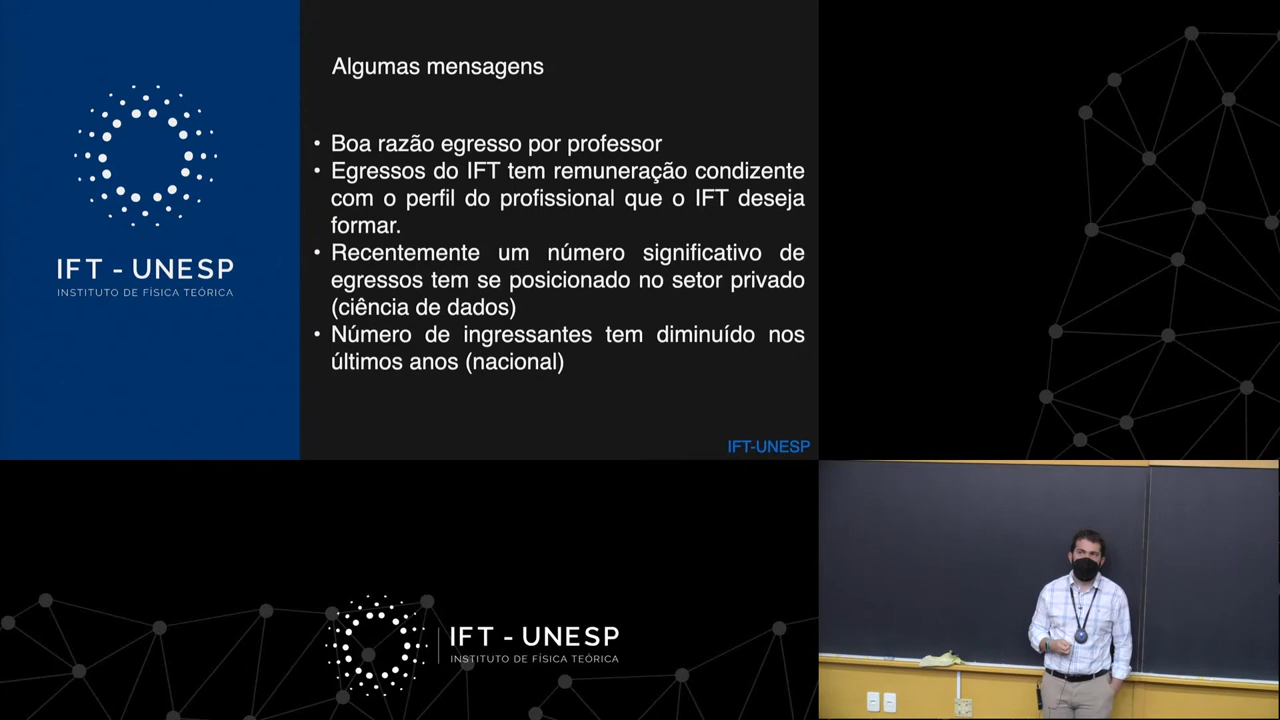 IFT - UNESP
INSTITUTO DE FÍSICA TEÓRICA
Algumas mensagens
• Boa razão egresso por professor
• Egressos do IFT tem remuneração condizente
com o perfil do profissional que o IFT deseja
formar.
• Recentemente um número significativo de
egressos tem se posicionado no setor privado
(ciência de dados)
• Número de ingressantes tem diminuído nos
últimos anos (nacional)
IFT-UNESP
IFT - UNESP
INSTITUTO DE FÍSICA TEÓRICA